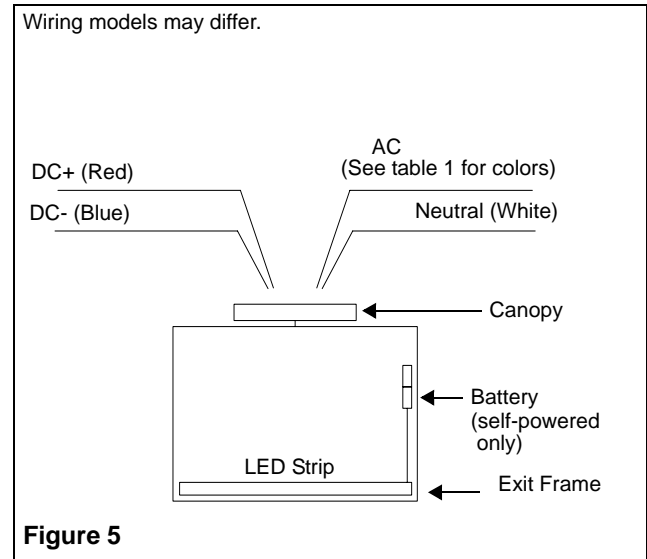 Wiring models may differ.
DC+ (Red)
AC
(See table 1 for colors)
DC- (Blue)
Neutral (White)
Canopy
Battery
(self-powered
only)
LED Strip
Exit Frame
Figure 5